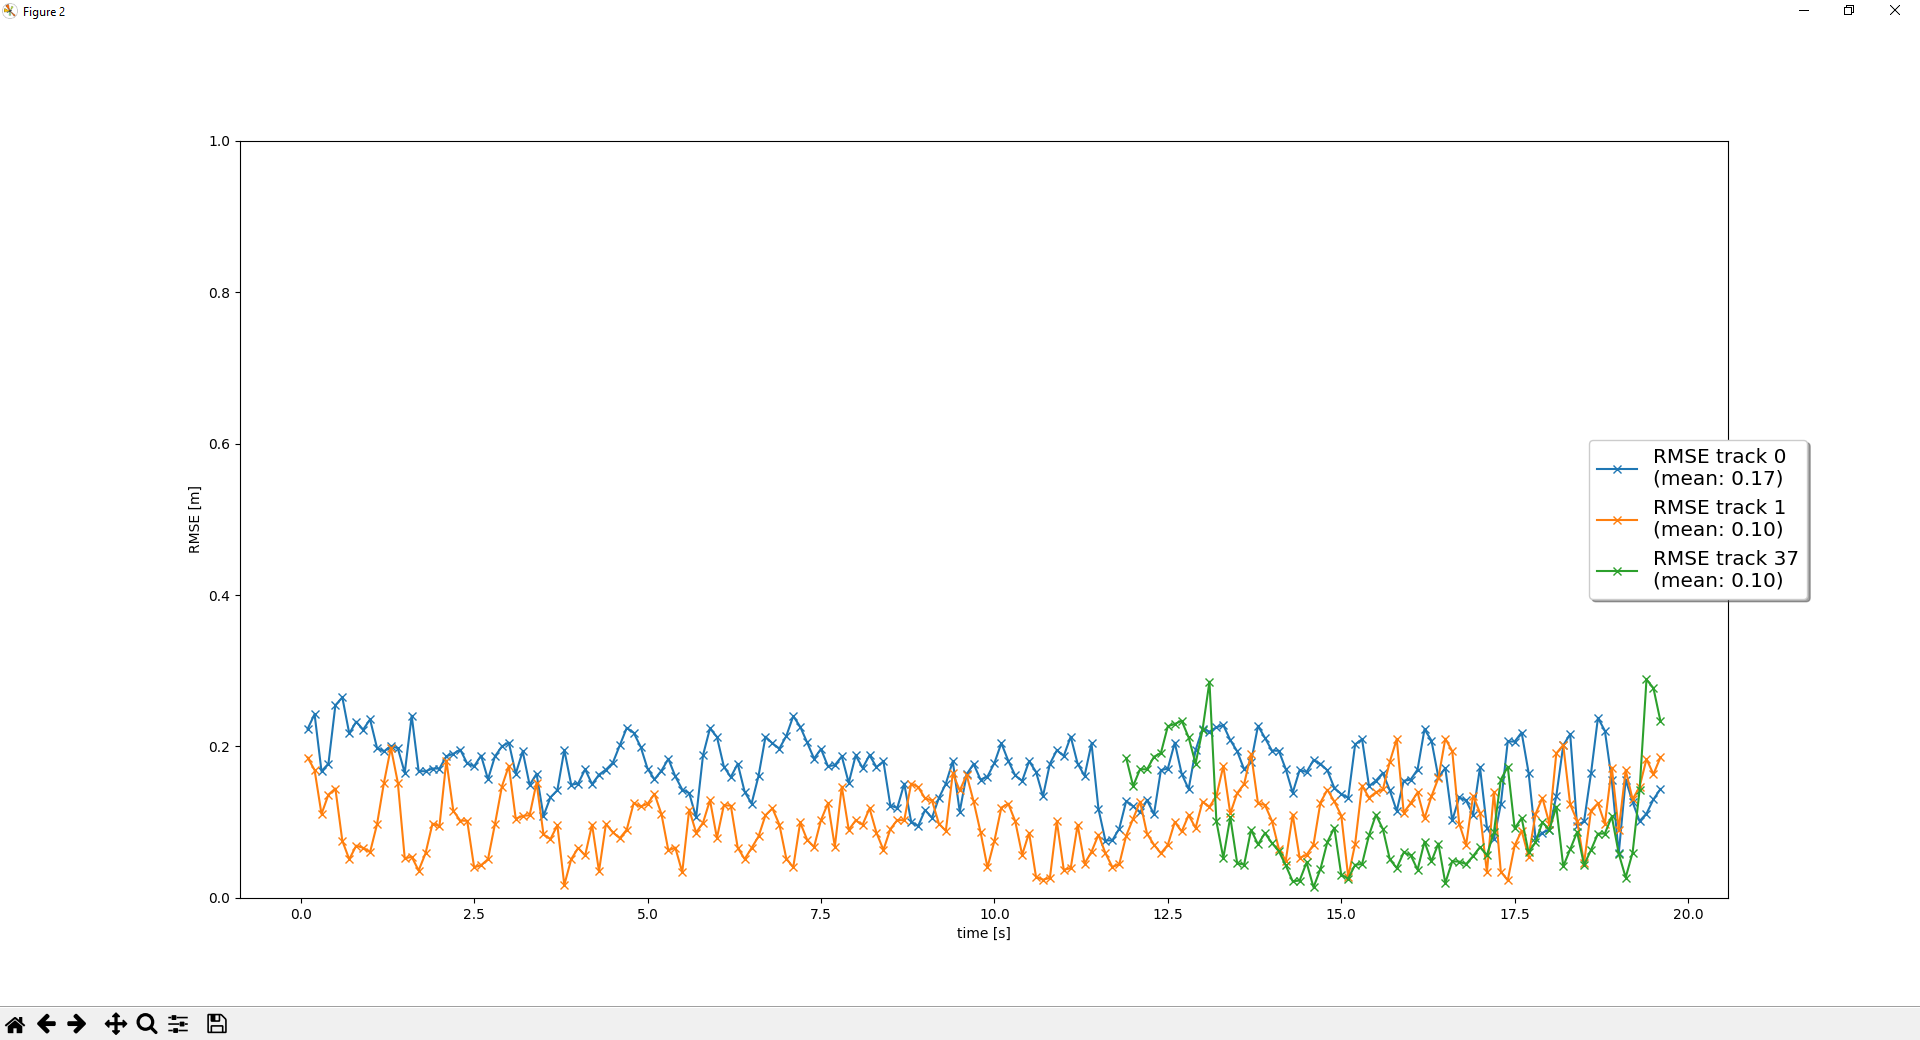 Figure 2
1.0
0.8
0.6
0.4
0.2
0.0
RMSE [m]
0.0 2.5 5.0 7.5 10.0 12.5 15.0 17.5 20.0
time [s]
RMSE track 0
(mean: 0.17)
RMSE track 1
(mean: 0.10)
RMSE track 37
(mean: 0.10)